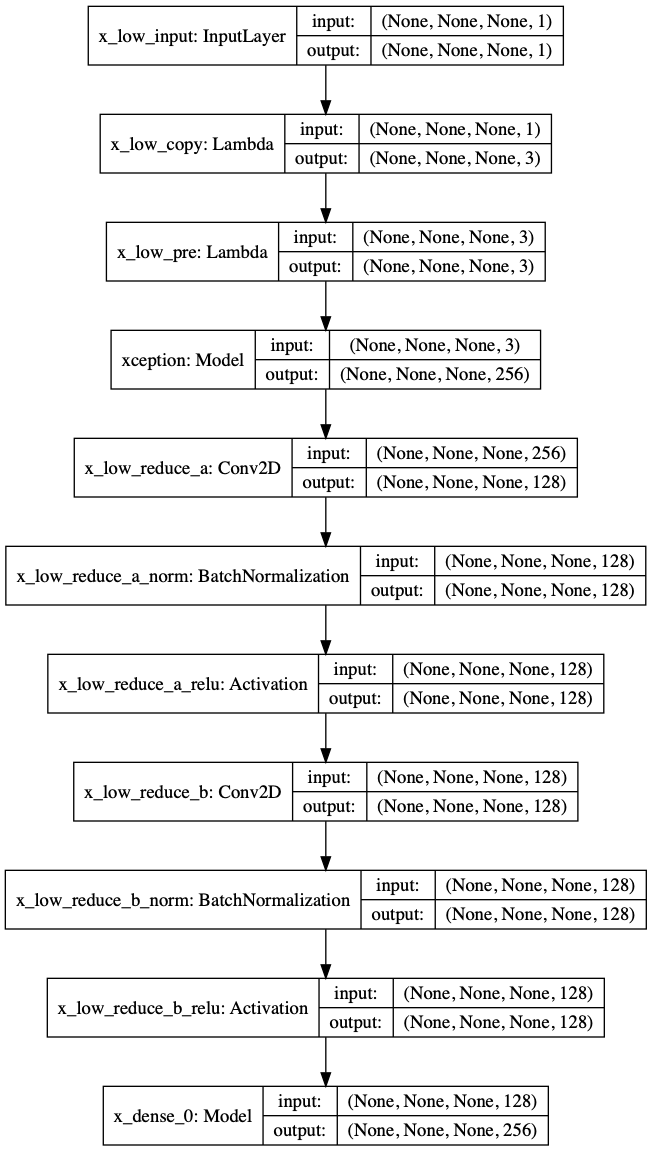 x_low_input: InputLayer
input: (None, None, None, 1)
output: (None, None, None, 1)
x_low_copy: Lambda
input: (None, None, None, 1)
output: (None, None, None, 3)
x_low_pre: Lambda
input: (None, None, None, 3)
output: (None, None, None, 3)
xception: Model
input: (None, None, None, 3)
output: (None, None, None, 256)
x_low_reduce_a: Conv2D
input: (None, None, None, 256)
output: (None, None, None, 128)
x_low_reduce_a_norm: BatchNormalization
input: (None, None, None, 128)
output: (None, None, None, 128)
x_low_reduce_a_relu: Activation
input: (None, None, None, 128)
output: (None, None, None, 128)
x_low_reduce_b: Conv2D
input: (None, None, None, 128)
output: (None, None, None, 128)
x_low_reduce_b_norm: BatchNormalization
input: (None, None, None, 128)
output: (None, None, None, 128)
x_low_reduce_b_relu: Activation
input: (None, None, None, 128)
output: (None, None, None, 128)
x_dense_0: Model
input: (None, None, None, 128)
output: (None, None, None, 256)